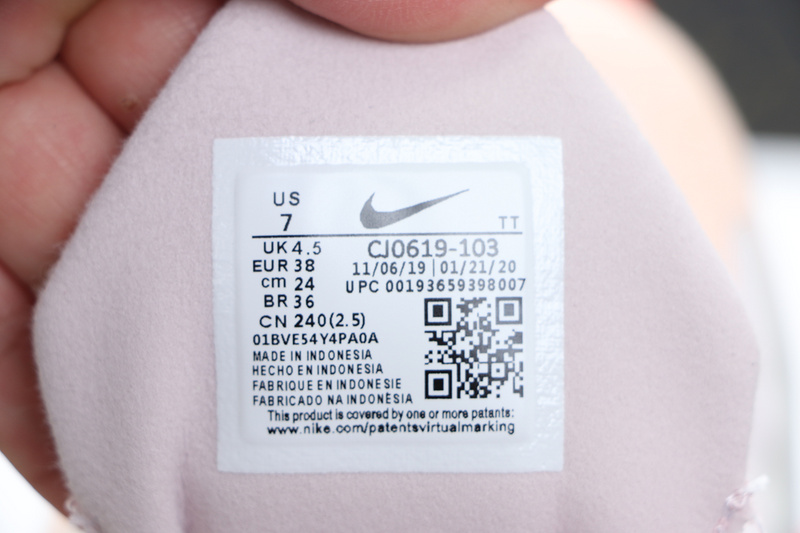 US
7
TT
UK 4.5
EUR 38
cm 24
BR 36
CN 240 (2.5)
CJ0619-103
11/06/19 | 01/21/20
UPC 00193659398007
01BVE54Y4PA0A
MADE IN INDONESIA
HECHO EN INDONESIA
FABRIQUE EN INDONESIE
FABRICADO NA INDONÈSIA
This product is covered by one or more patents:
www.nike.com/patentsvirtualmarking